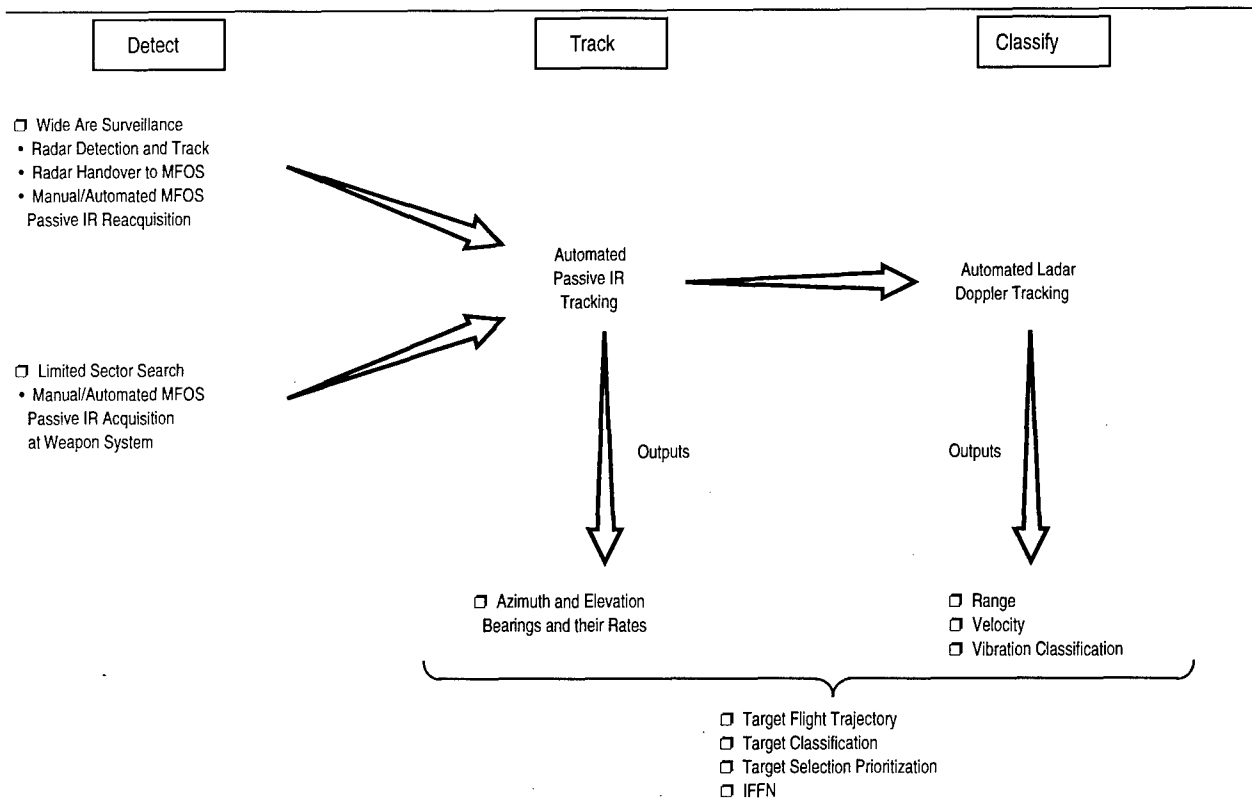 Detect
Track
Classify
❒ Wide Are Surveillance
• Radar Detection and Track
• Radar Handover to MFOS
• Manual/Automated MFOS
Passive IR Reacquisition
❒ Limited Sector Search
• Manual/Automated MFOS
Passive IR Acquisition
at Weapon System
Automated
Passive IR
Tracking
Automated Ladar
Doppler Tracking
Outputs
Outputs
❒ Azimuth and Elevation
Bearings and their Rates
❒ Range
❒ Velocity
❒ Vibration Classification
❒ Target Flight Trajectory
❒ Target Classification
❒ Target Selection Prioritization
❒ IFFN